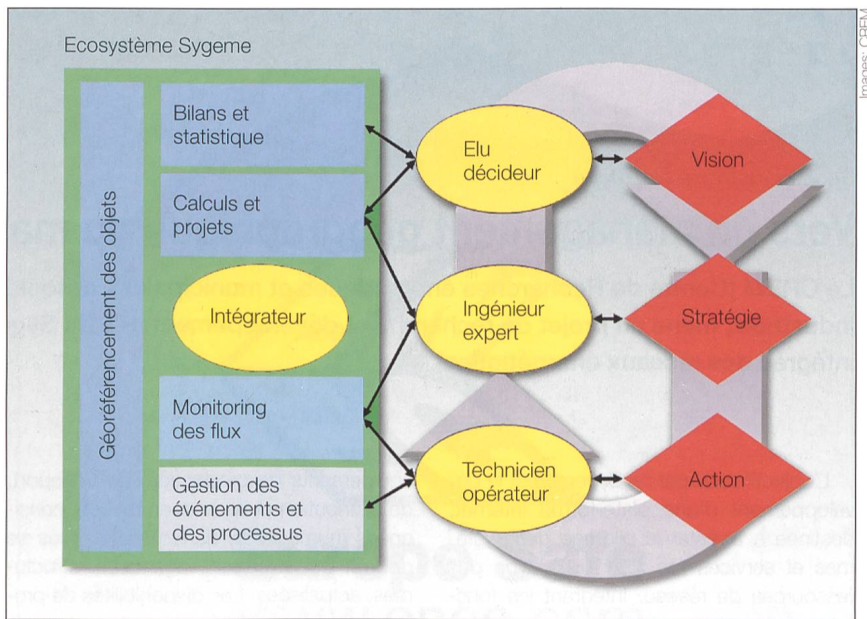 Images: CREM
Ecosystème Sygeme
Géoréférencement des objets
Bilans et
statistique
Calculs et
projets
Intégrateur
Monitoring
des flux
Gestion des
événements et
des processus
Elu
décideur
Ingénieur
expert
Technicien
opérateur
Vision
Stratégie
Action